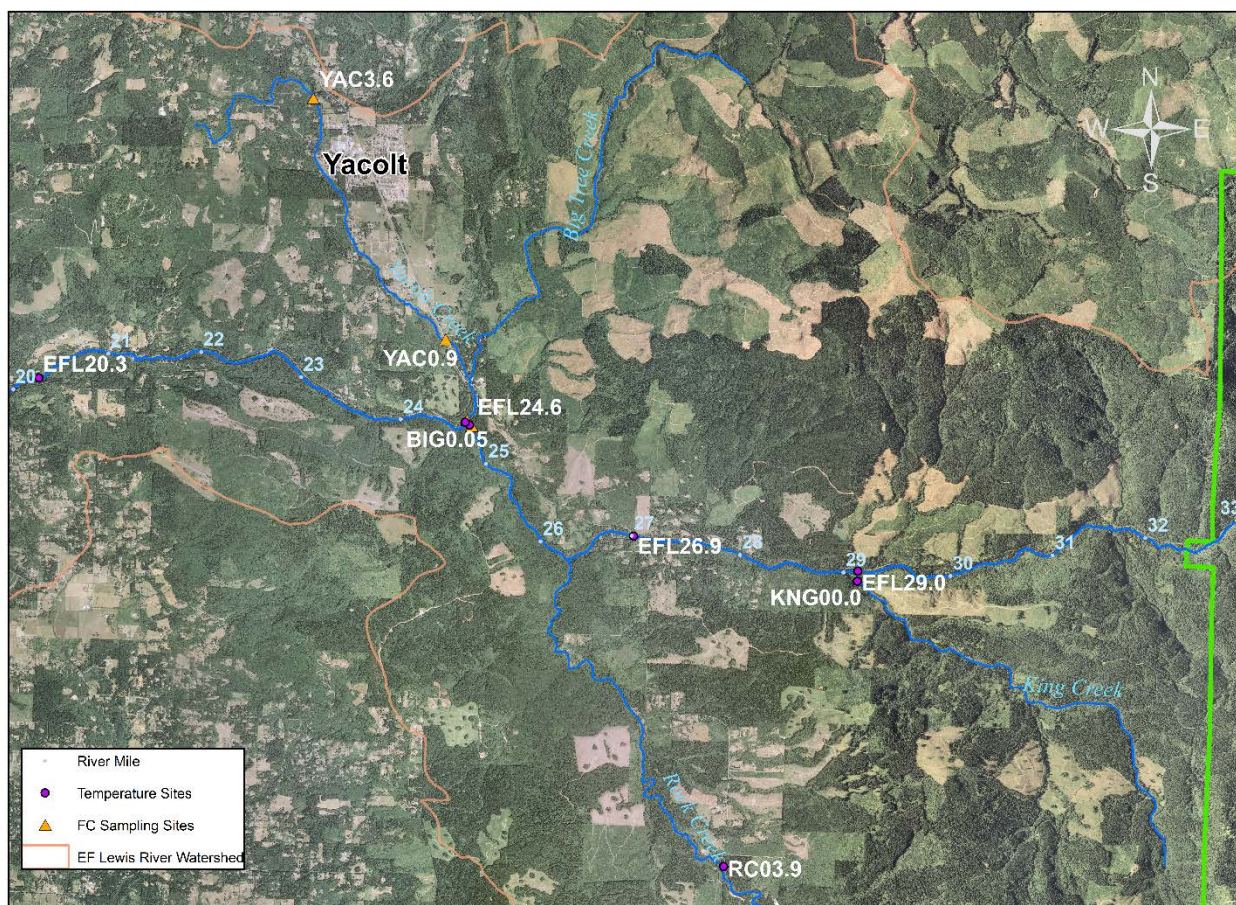 YAC3.6
N
W
E
S
Yacolt
Big Tree Creek
Yacolt Creek
YAC0.9
20
EFL20.3
21
22
23
24
EFL24.6
BIG0.05
25
26
27
EFL26.9
28
29
EFL29.0
KNG00.0
30
31
32
33
King Creek
Rock Creek
RC03.9
River Mile
Temperature Sites
FC Sampling Sites
EF Lewis River Watershed